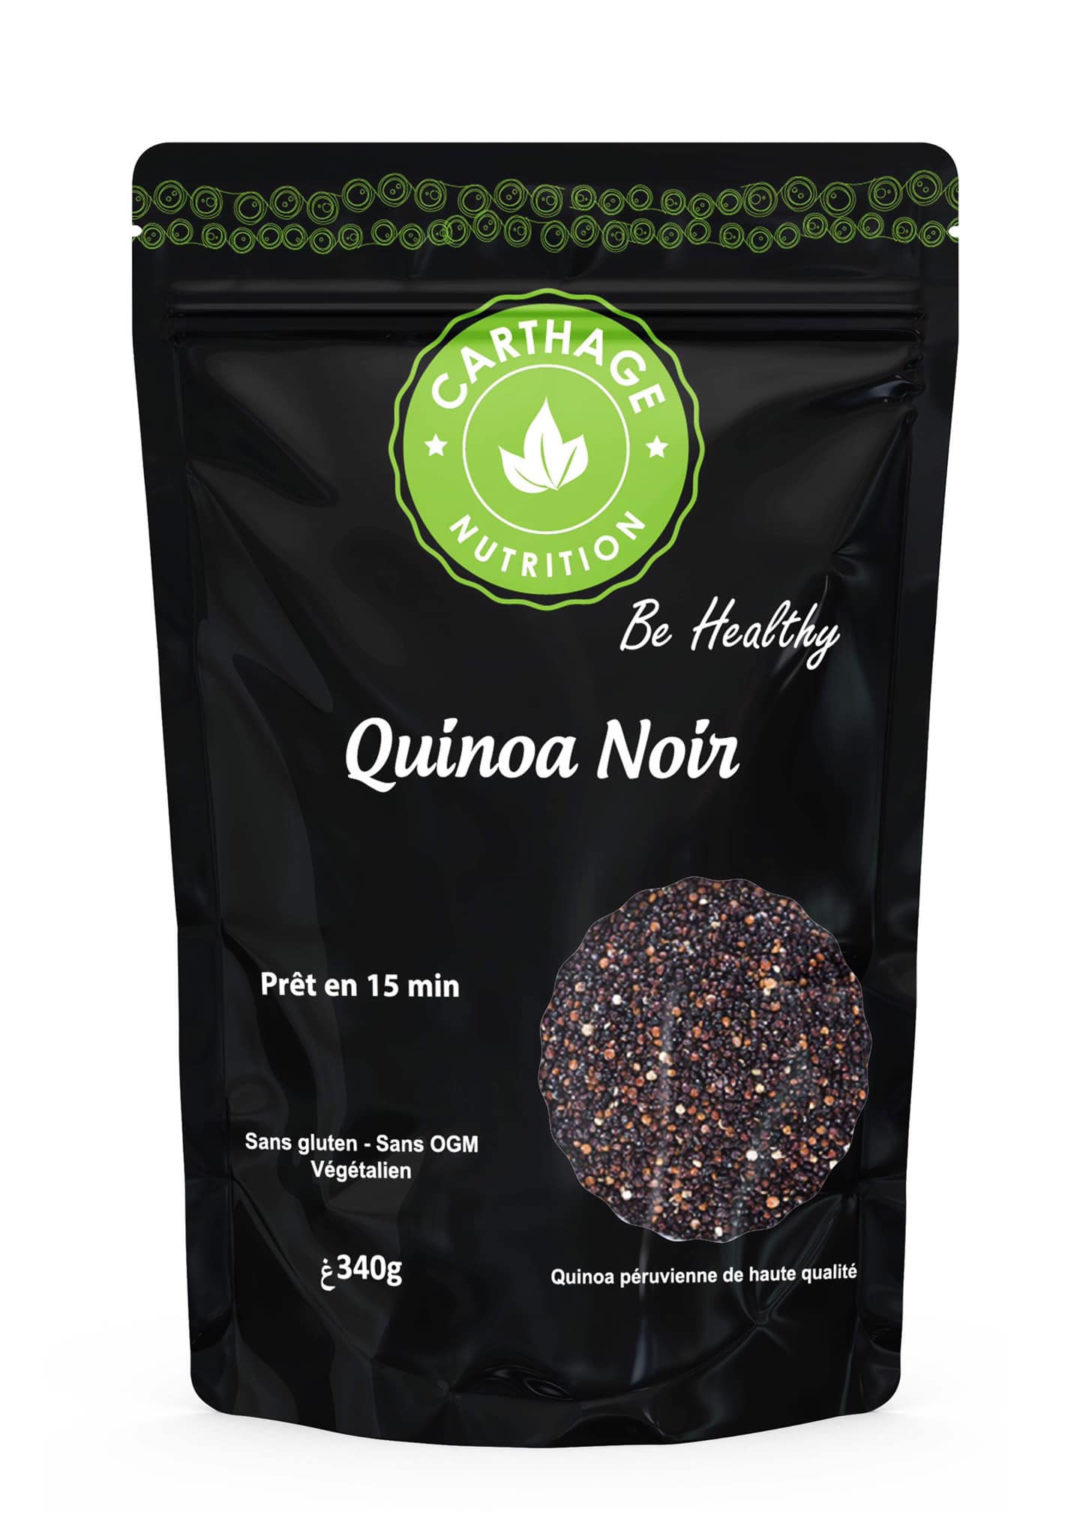 CARTHAGE
NUTRITION
Be Healthy
Quinoa Noir
Prêt en 15 min
Sans gluten - Sans OGM
Végétalien
340g غ
Quinoa péruvienne de haute qualité